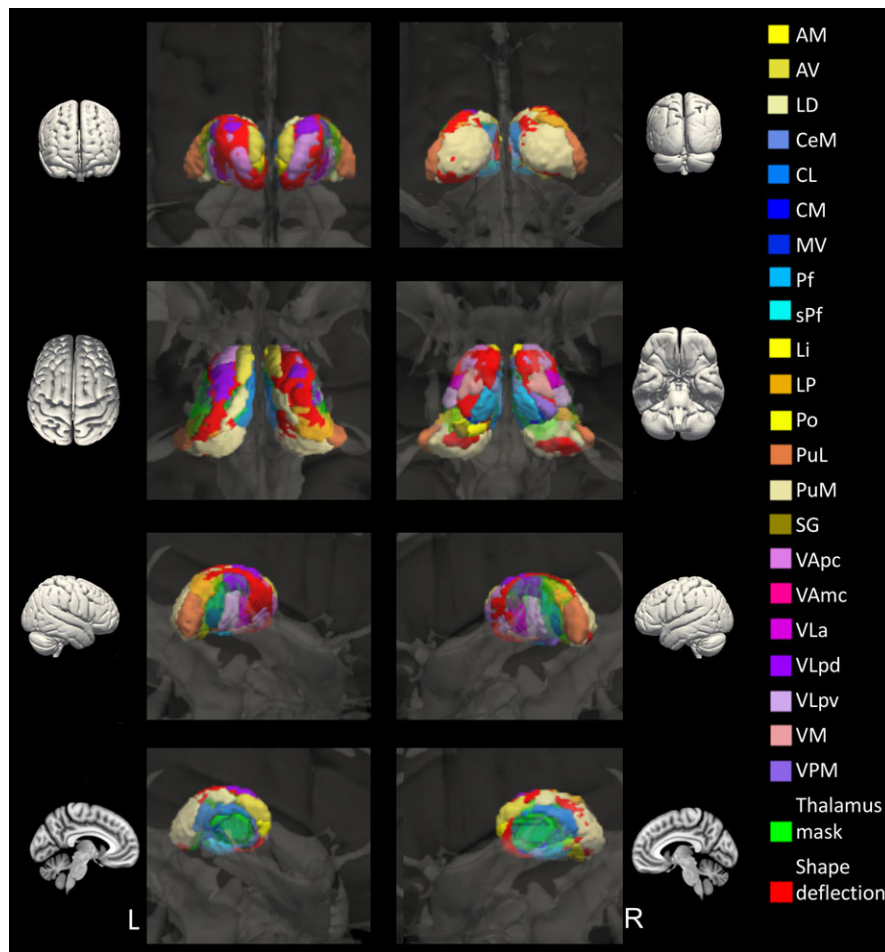 AM
AV
LD
CeM
CL
CM
MV
Pf
sPf
Li
LP
Po
PuL
PuM
SG
VApc
VAmc
VLa
VLpd
VLpv
VM
VPM
Thalamus
mask
Shape
deflection
L
R